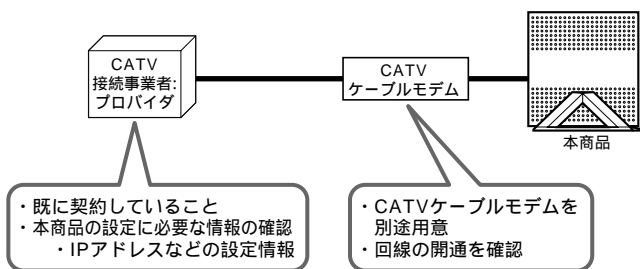 CATV
接続事業者:
プロバイダ
CATV
ケーブルモデム
本商品
・既に契約していること
・本商品の設定に必要な情報の確認
・IPアドレスなどの設定情報
・CATVケーブルモデムを
別途用意
・回線の開通を確認